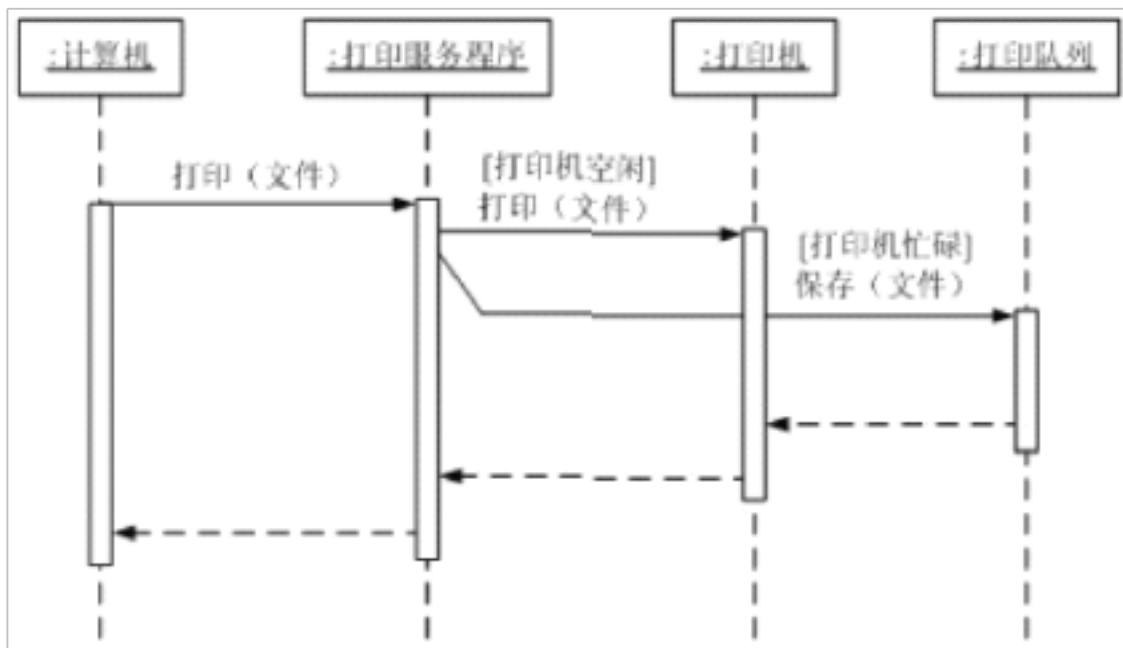 :计算机
:打印服务程序
:打印机
:打印队列
打印（文件）
[打印机空闲]
打印（文件）
[打印机忙碌]
保存（文件）